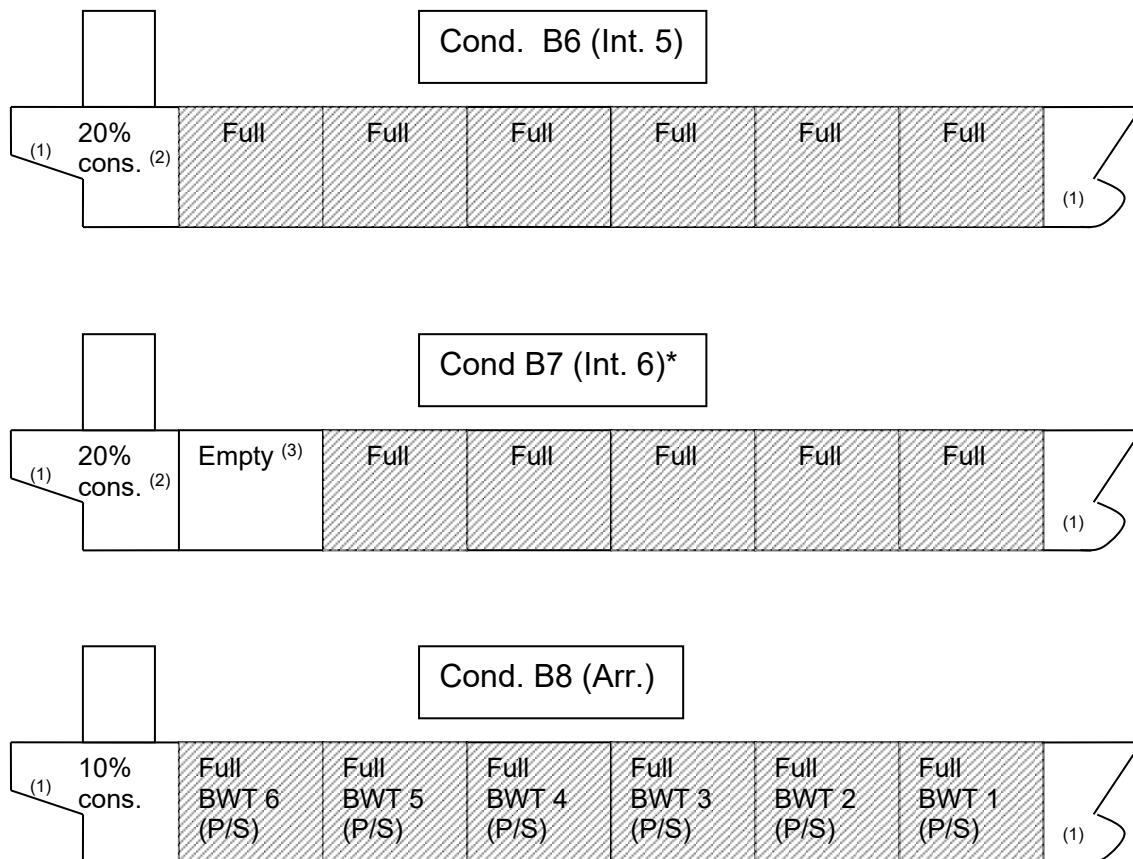 Cond. B6 (Int. 5)
(1)
20%
cons. (2)
Full
Full
Full
Full
Full
Full
(1)
Cond B7 (Int. 6)*
(1)
20%
cons. (2)
Empty (3)
Full
Full
Full
Full
Full
(1)
Cond. B8 (Arr.)
(1)
10%
cons.
Full
BWT 6
(P/S)
Full
BWT 5
(P/S)
Full
BWT 4
(P/S)
Full
BWT 3
(P/S)
Full
BWT 2
(P/S)
Full
BWT 1
(P/S)
(1)